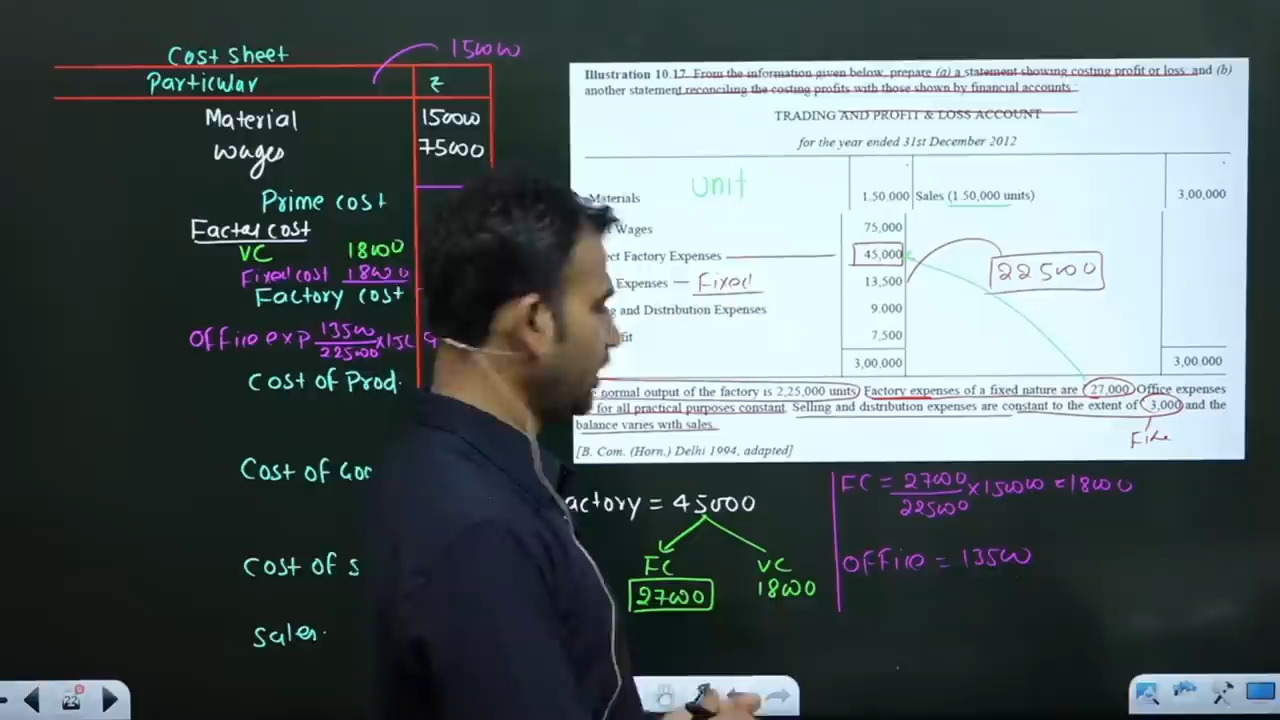 Cost Sheet
150000
Particular ₹
Material 150000
Wages 75000
Prime cost
VC 18000
Fixed cost 18000
Factory cost
office exp 13500/225000
Cost of Prod.
Cost of
Cost of
Sales.
Illustration 10.17. From the information given below, prepare (a) a statement showing costing profit or loss; and (b)
another statement reconciling the costing profits with those shown by financial accounts.
TRADING AND PROFIT & LOSS ACCOUNT
for the year ended 31st December 2012
Materials unit 1,50,000 Sales (1,50,000 units) 3,00,000
Wages 75,000
Factory Expenses 45,000
Expenses — Fixed 13,500
225000
and Distribution Expenses 9,000
7,500
3,00,000 3,00,000
normal output of the factory is 2,25,000 units. Factory expenses of a fixed nature are 27,000. Office expenses
for all practical purposes constant. Selling and distribution expenses are constant to the extent of 3,000 and the
balance varies with sales.
[B. Com. (Horn.) Delhi 1994, adapted]
= 45000
FC VC
27000 18000
FC = 27000/225000 × 150000 = 18000
office = 13500
22